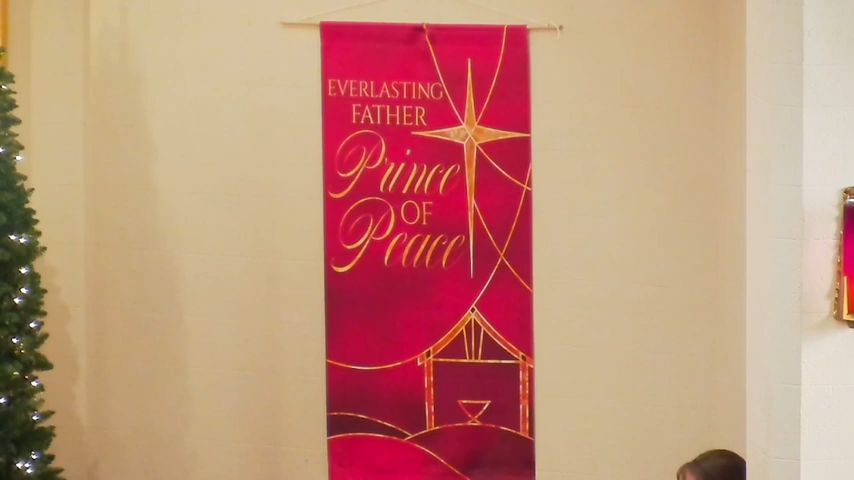 EVERLASTING
FATHER
Prince
OF
Peace